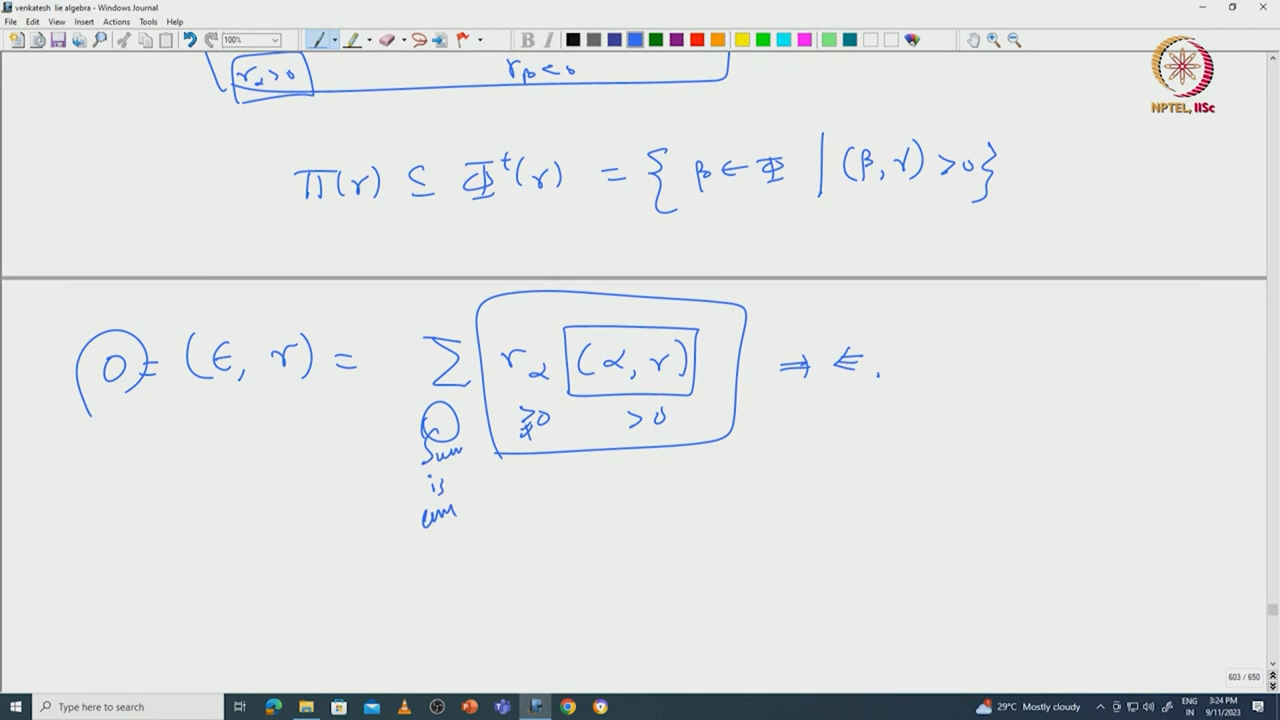 venkatesh lie algebra - Windows Journal
File Edit View Insert Actions Tools Help
100%
NPTEL, IISc
r_α > 0 r_β < 0
Π(γ) ⊆ Φ⁺(γ) = { β ∈ Φ | (β, γ) > 0 }
0 = (ε, γ) = Σ r_α (α, γ) ⇒ ε.
≥0 > 0
Sum
is
603 / 650
Type here to search
29°C Mostly cloudy
ENG
IN
3:24 PM
9/11/2023